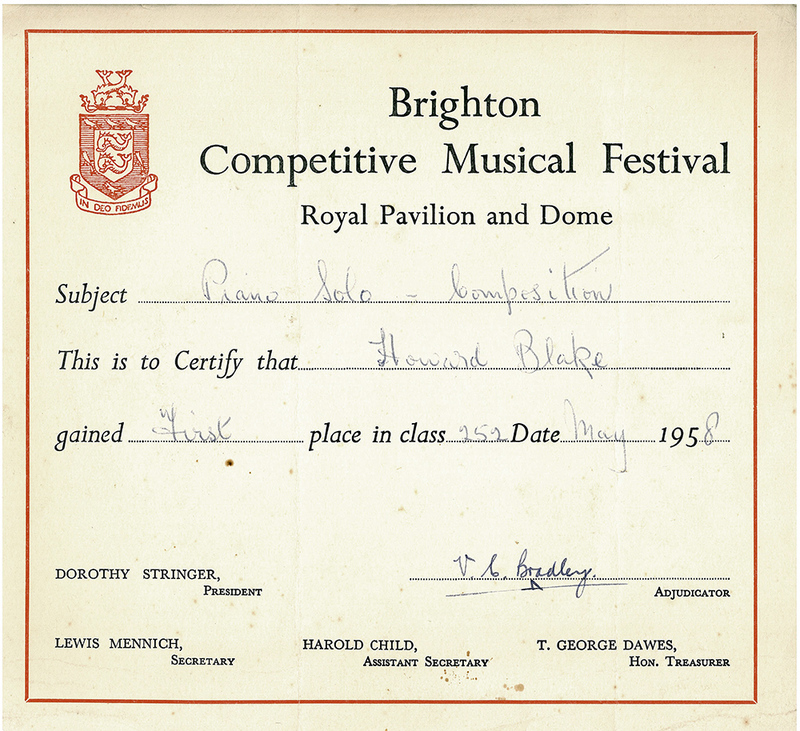 Brighton
Competitive Musical Festival
IN DEO FIDEMUS
Royal Pavilion and Dome
Subject Piano Solo - Composition
This is to Certify that Howard Blake
gained First place in class 252 Date May 1958
V. C. Bradley.
DOROTHY STRINGER,
PRESIDENT
ADJUDICATOR
LEWIS MENNICH,
SECRETARY
HAROLD CHILD,
ASSISTANT SECRETARY
T. GEORGE DAWES,
HON. TREASURER